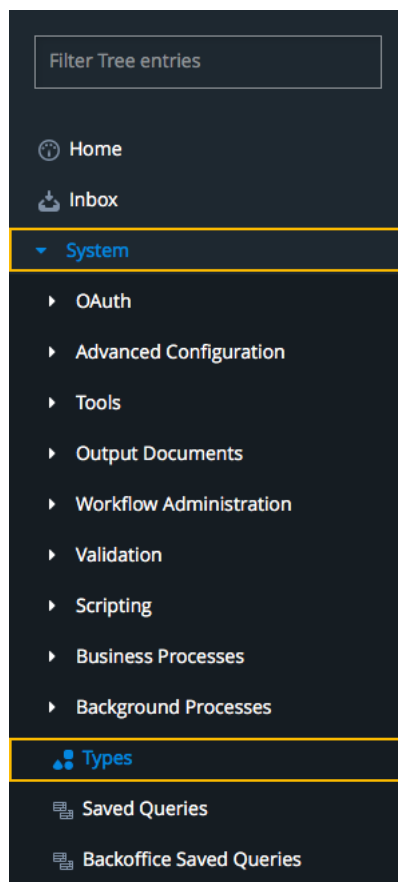 Filter Tree entries
Home
Inbox
System
OAuth
Advanced Configuration
Tools
Output Documents
Workflow Administration
Validation
Scripting
Business Processes
Background Processes
Types
Saved Queries
Backoffice Saved Queries